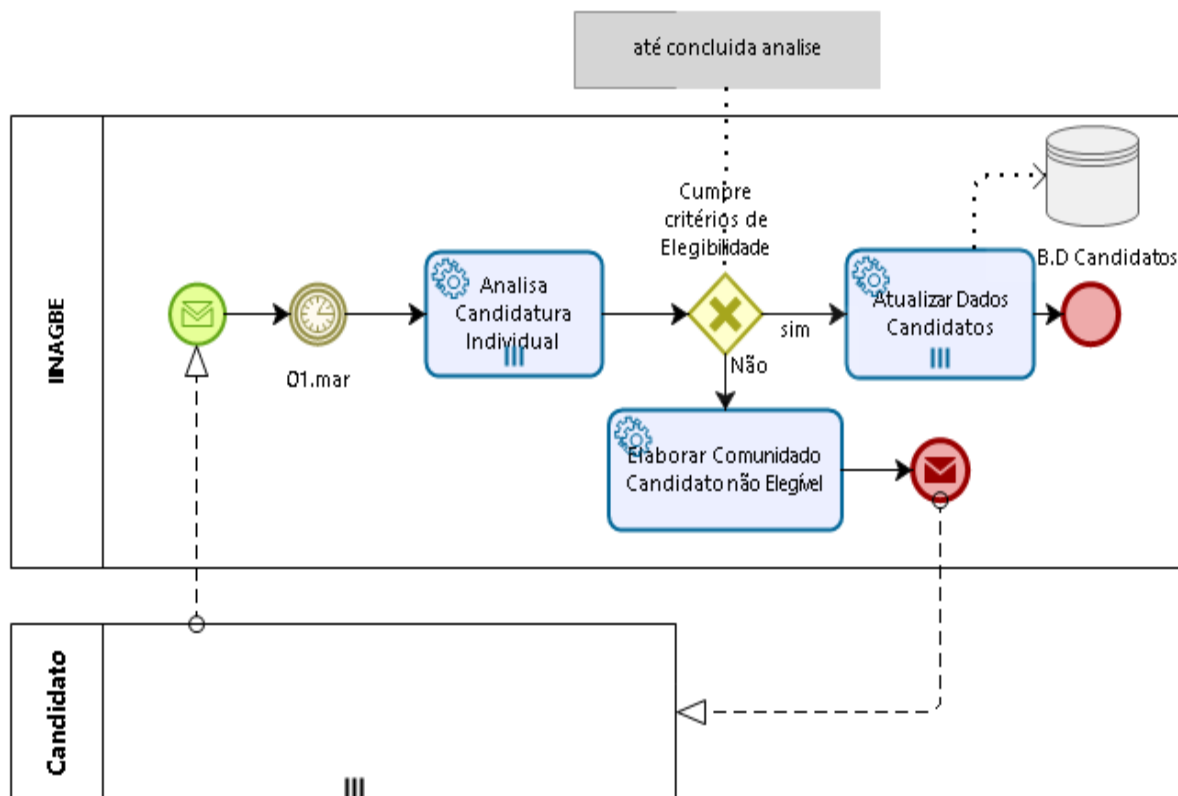 até concluida analise
IINAGBE
Cumpre
critérios de
Elegibilidade
B.D Candidatos
Analisa
Candidatura
Individual
Atualizar Dados
Candidatos
sim
01.mar
Não
Elaborar Comunidado
Candidato não Elegível
Candidato